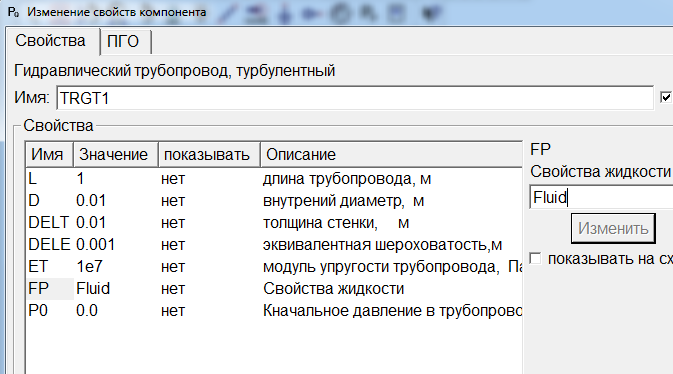 P₀ Изменение свойств компонента
Свойства ПГО
Гидравлический трубопровод, турбулентный
Имя: TRGT1
Свойства
Имя Значение показывать Описание
L 1 нет длина трубопровода, м
D 0.01 нет внутрений диаметр, м
DELT 0.01 нет толщина стенки, м
DELE 0.001 нет эквивалентная шероховатость,м
ET 1e7 нет модуль упругости трубопровода, Па
FP Fluid нет Свойства жидкости
P0 0.0 нет Кначальное давление в трубопрово
FP
Свойства жидкости
Fluid
Изменить
показывать на сх